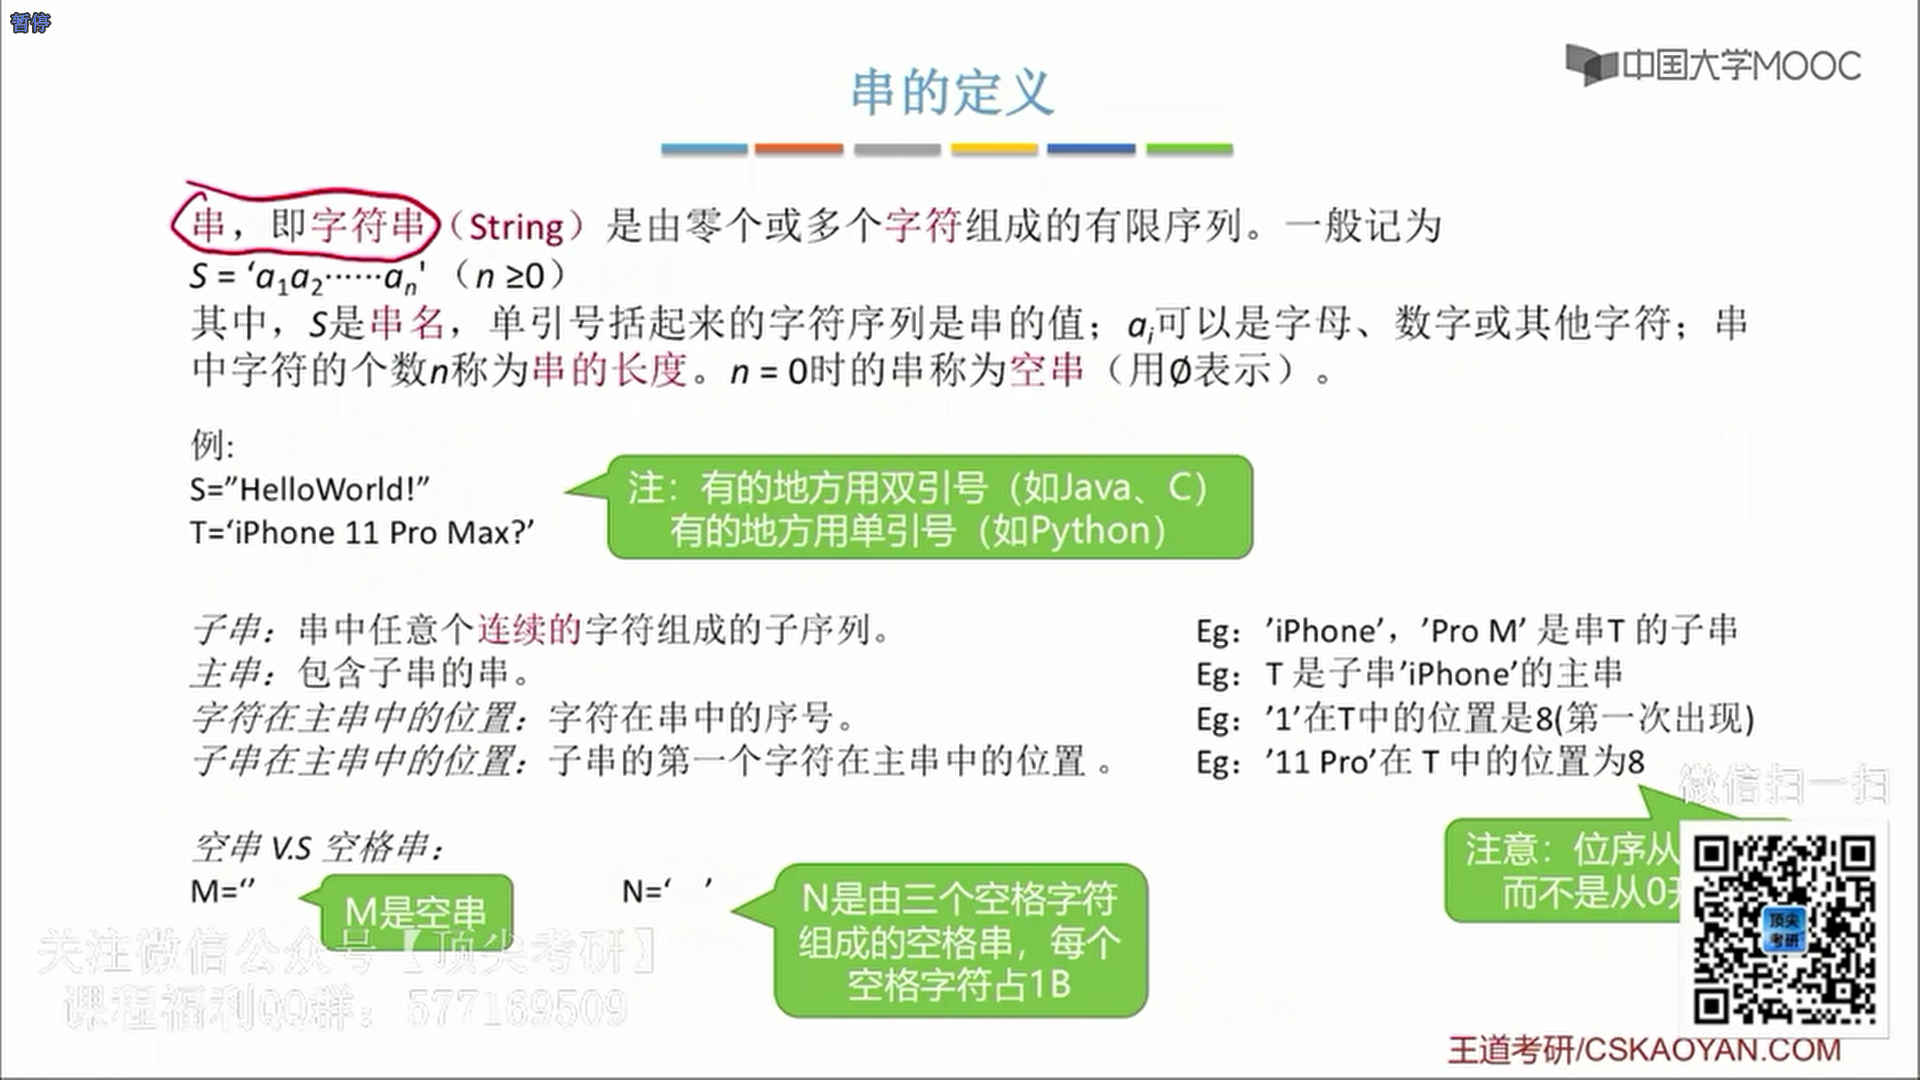 暂停
中国大学MOOC
串的定义
串，即字符串（String）是由零个或多个字符组成的有限序列。一般记为
S = ‘a₁a₂······aₙ' （n ≥0）
其中，S是串名，单引号括起来的字符序列是串的值；aᵢ可以是字母、数字或其他字符；串
中字符的个数n称为串的长度。n = 0时的串称为空串（用∅表示）。
例:
S=”HelloWorld!”
T=‘iPhone 11 Pro Max?’
注：有的地方用双引号（如Java、C）
有的地方用单引号（如Python）
子串：串中任意个连续的字符组成的子序列。
Eg：’iPhone’，’Pro M’ 是串T 的子串
主串：包含子串的串。
Eg：T 是子串’iPhone’的主串
字符在主串中的位置：字符在串中的序号。
Eg：’1’在T中的位置是8(第一次出现)
子串在主串中的位置：子串的第一个字符在主串中的位置 。
Eg：’11 Pro’在 T 中的位置为8
微信扫一扫
注意：位序从
而不是从0开
空串 V.S 空格串：
M=‘’
M是空串
N=‘   ’
N是由三个空格字符
组成的空格串，每个
空格字符占1B
顶尖
考研
关注微信公众号【顶尖考研】
课程福利QQ群：577169509
王道考研/CSKAOYAN.COM